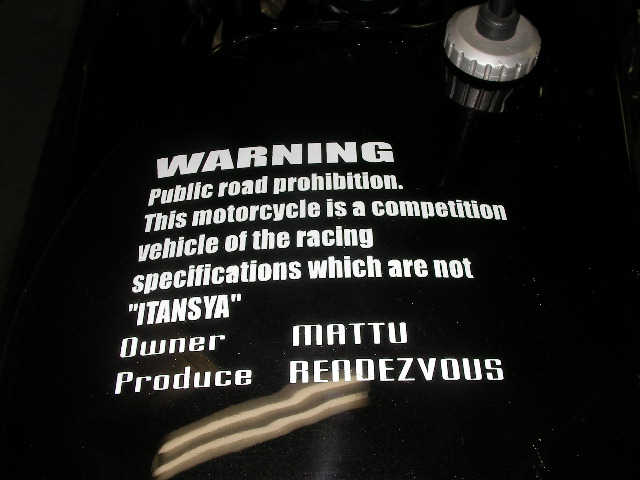 WARNING
Public road prohibition.
This motorcycle is a competition
vehicle of the racing
specifications which are not
"ITANSYA"
Owner MATTU
Produce RENDEZVOUS